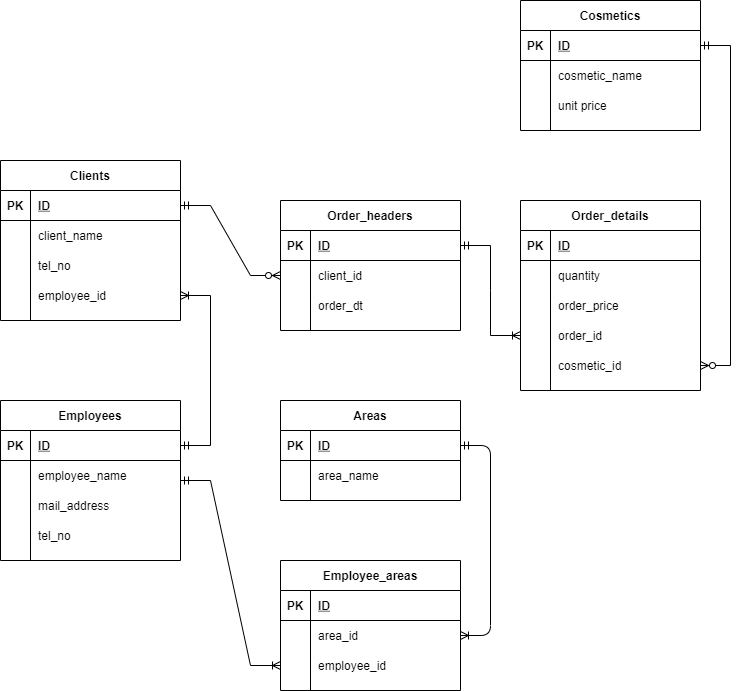 Cosmetics
PK ID
cosmetic_name
unit price
Clients
PK ID
client_name
tel_no
employee_id
Order_headers
PK ID
client_id
order_dt
Order_details
PK ID
quantity
order_price
order_id
cosmetic_id
Employees
PK ID
employee_name
mail_address
tel_no
Areas
PK ID
area_name
Employee_areas
PK ID
area_id
employee_id